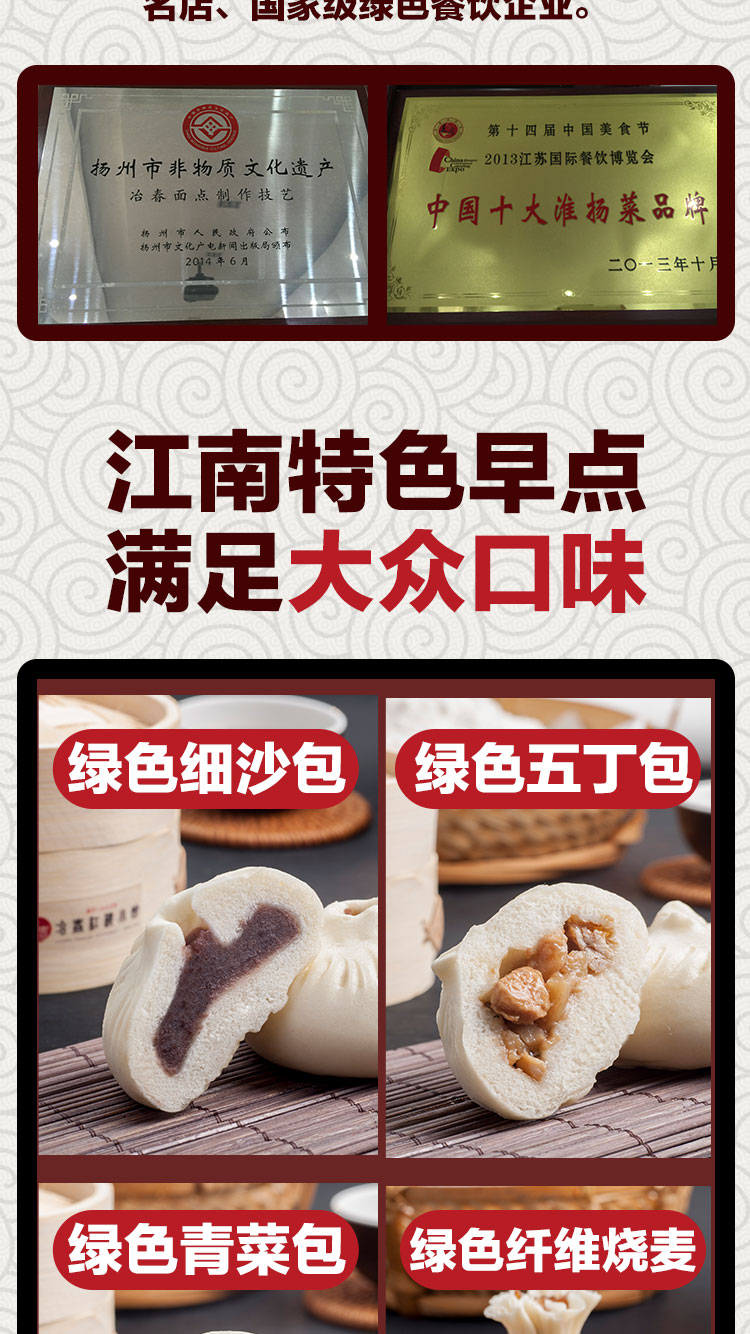 名店、国家级绿色餐饮企业。
扬州市非物质文化遗产
冶春面点制作技艺
扬州市人民政府公布
扬州市文化广电新闻出版局颁布
2014年6月
第十四届中国美食节
2013江苏国际餐饮博览会
中国十大淮扬菜品牌
二〇一三年十月
江南特色早点
满足大众口味
绿色细沙包
绿色五丁包
绿色青菜包
绿色纤维烧麦